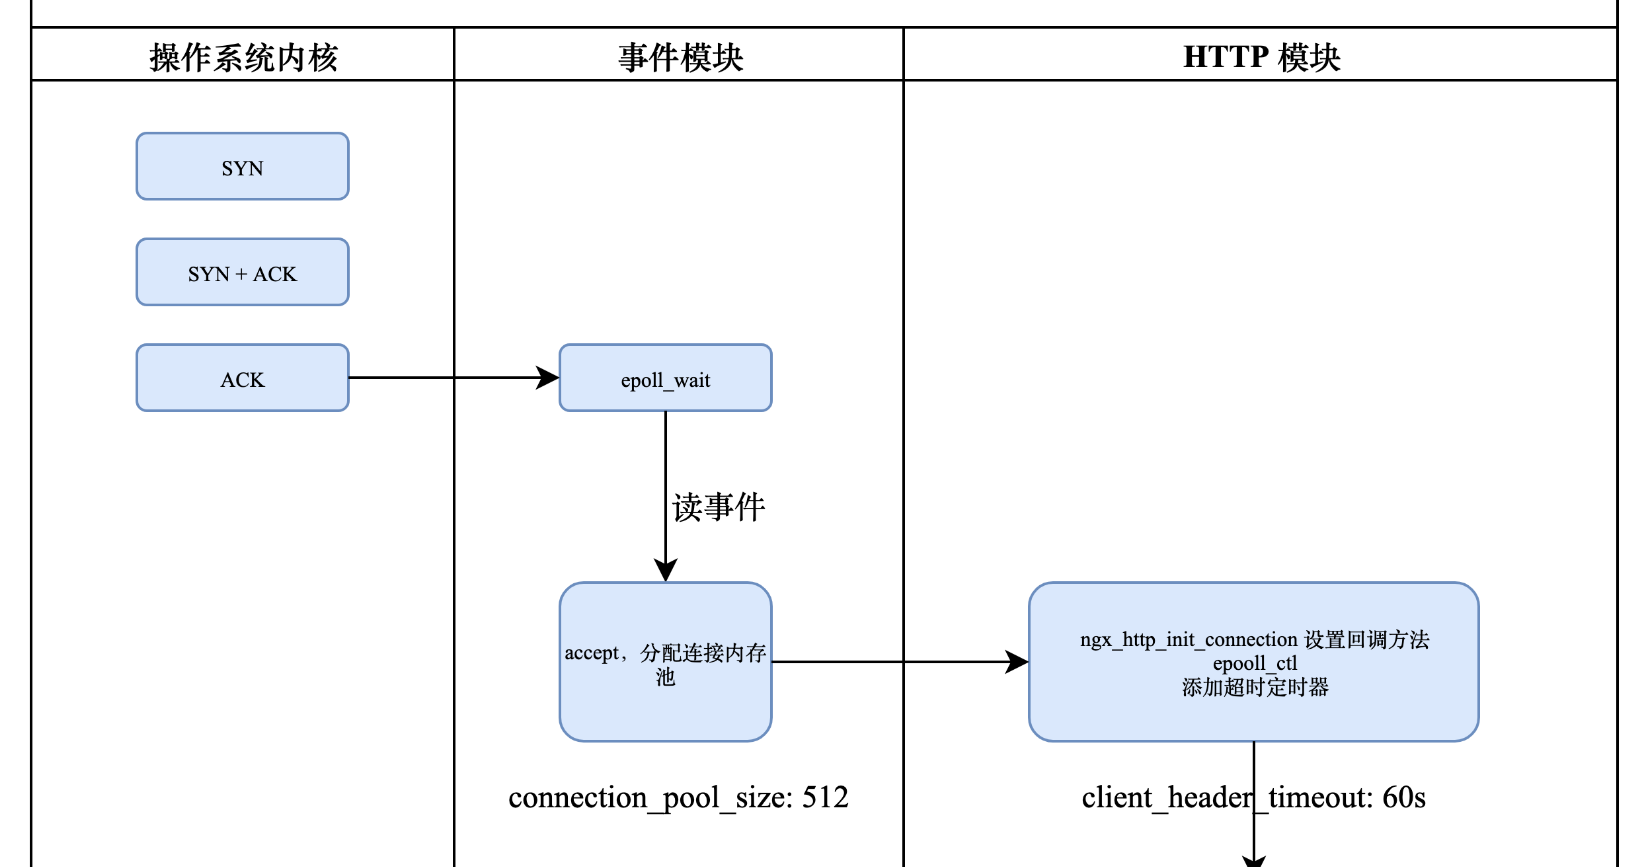 操作系统内核
事件模块
HTTP 模块
SYN
SYN + ACK
ACK
epoll_wait
读事件
accept，分配连接内存
池
ngx_http_init_connection 设置回调方法
epooll_ctl
添加超时定时器
connection_pool_size: 512
client_header_timeout: 60s